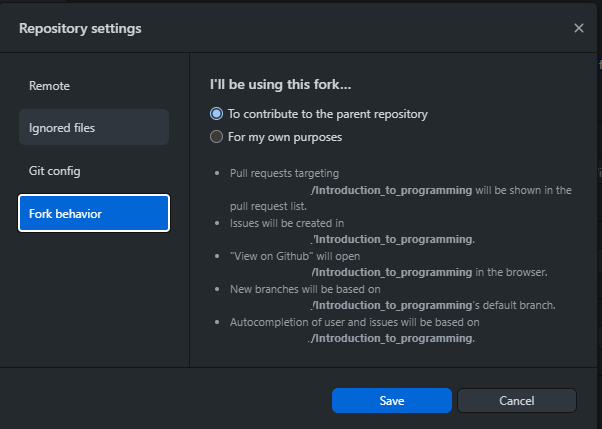 Repository settings
Remote
Ignored files
Git config
Fork behavior
I'll be using this fork...
To contribute to the parent repository
For my own purposes
• Pull requests targeting
/Introduction_to_programming will be shown in the
pull request list.
• Issues will be created in
/Introduction_to_programming.
• "View on Github" will open
/Introduction_to_programming in the browser.
• New branches will be based on
/Introduction_to_programming's default branch.
• Autocompletion of user and issues will be based on
/Introduction_to_programming.
Save
Cancel